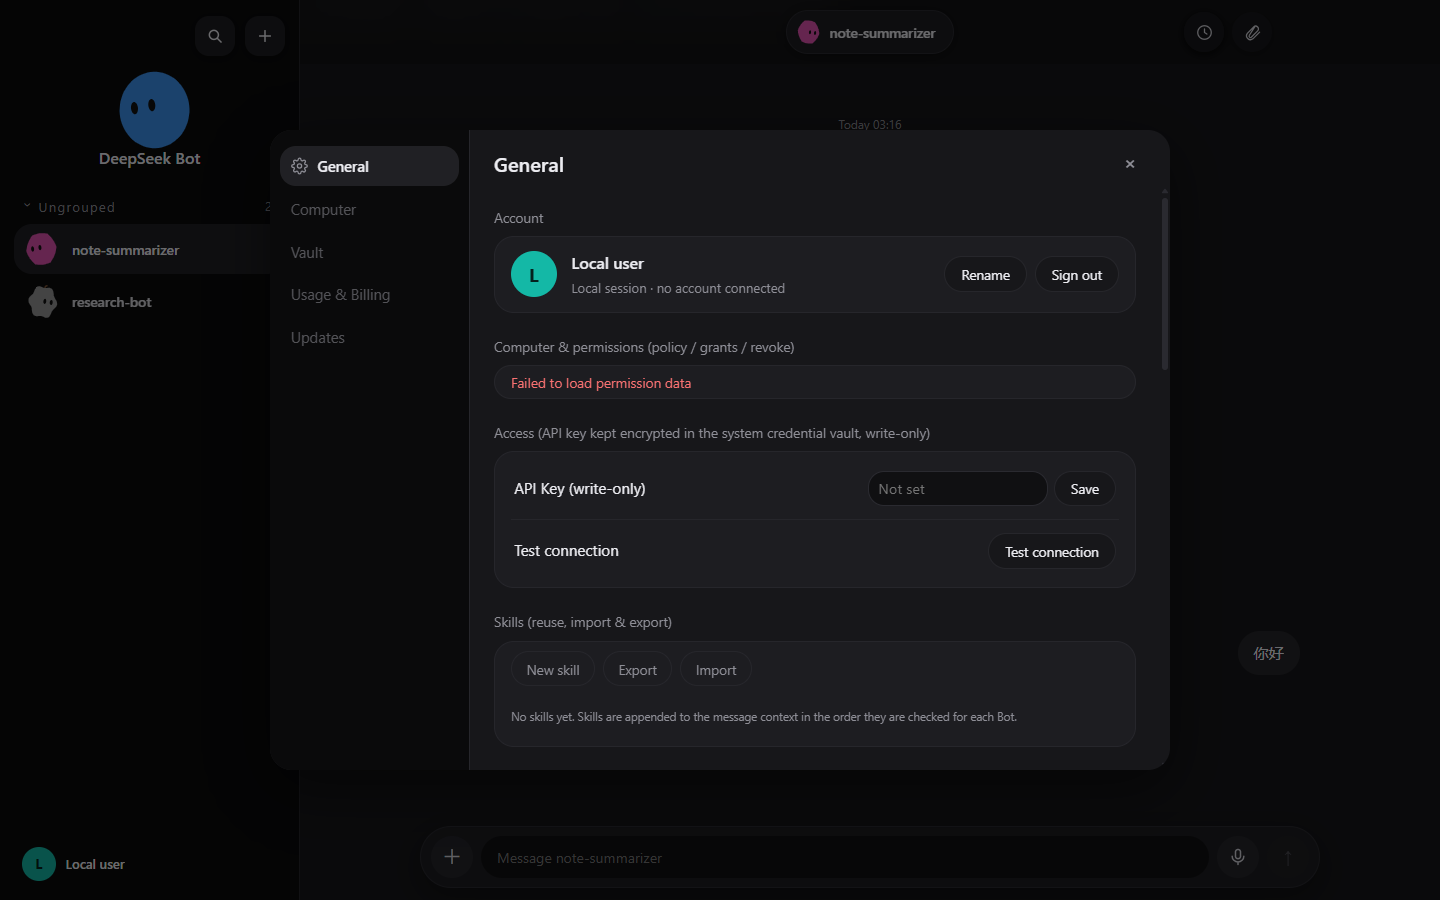 note-summarizer
Today 03:16
DeepSeek Bot
Ungrouped
note-summarizer
research-bot
L Local user
General
Computer
Vault
Usage & Billing
Updates
General
Account
L
Local user
Local session · no account connected
Rename
Sign out
Computer & permissions (policy / grants / revoke)
Failed to load permission data
Access (API key kept encrypted in the system credential vault, write-only)
API Key (write-only)
Not set
Save
Test connection
Test connection
Skills (reuse, import & export)
New skill
Export
Import
No skills yet. Skills are appended to the message context in the order they are checked for each Bot.
你好
Message note-summarizer